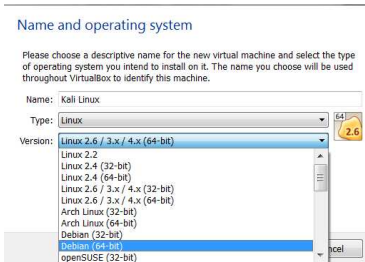 Name and operating system
Please choose a descriptive name for the new virtual machine and select the type
of operating system you intend to install on it. The name you choose will be used
throughout VirtualBox to identify this machine.
Name: Kali Linux
Type: Linux
64
2.6
Version: Linux 2.6 / 3.x / 4.x (64-bit)
Linux 2.2
Linux 2.4 (32-bit)
Linux 2.4 (64-bit)
Linux 2.6 / 3.x / 4.x (32-bit)
Linux 2.6 / 3.x / 4.x (64-bit)
Arch Linux (32-bit)
Arch Linux (64-bit)
Debian (32-bit)
Debian (64-bit)
ncel
openSUSE (32-bit)